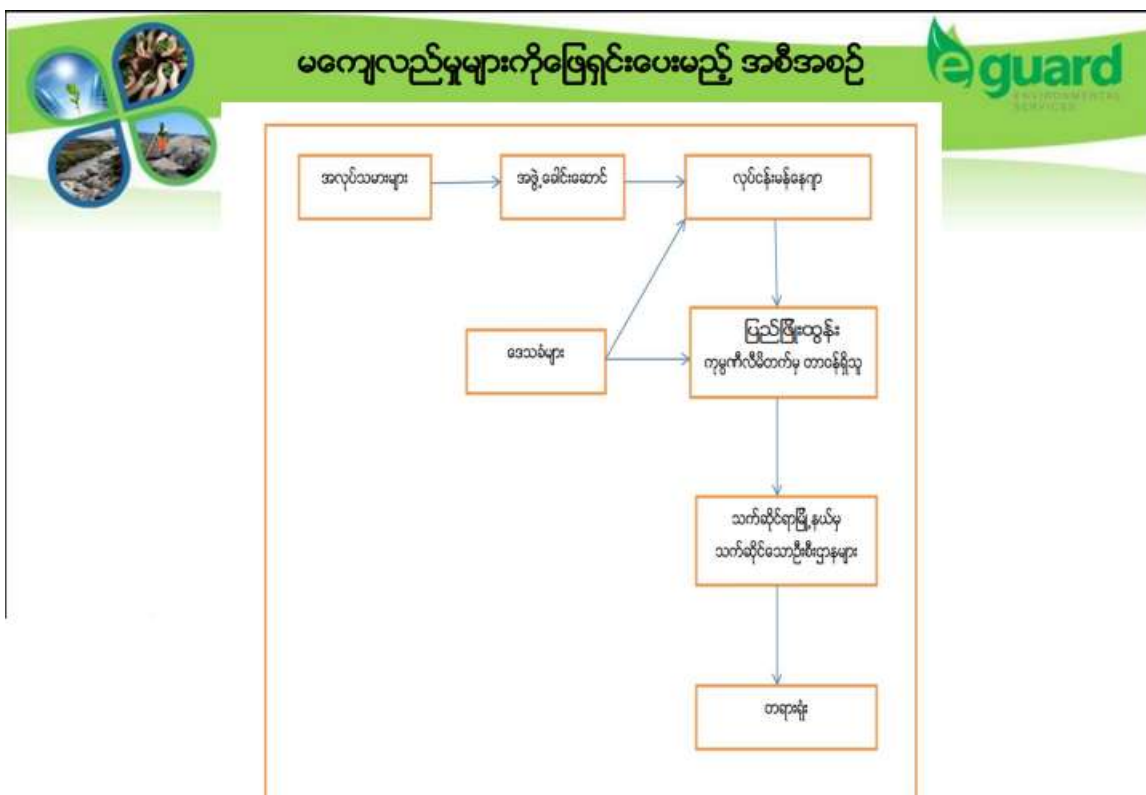 မကျေလည်မှုများကိုဖြေရှင်းပေးမည့် အစီအစဉ်
eguard
ENVIRONMENTAL
SERVICES
အလုပ်သမားများ
အဖွဲ့ခေါင်းဆောင်
လုပ်ငန်းမန်နေဂျာ
ဒေသခံများ
ပြည်ဖြိုးထွန်း
ကုမ္ပဏီလီမိတက်မှ တာဝန်ရှိသူ
သက်ဆိုင်ရာမြို့နယ်မှ
သက်ဆိုင်သောဦးစီးဌာနများ
တရားရုံး